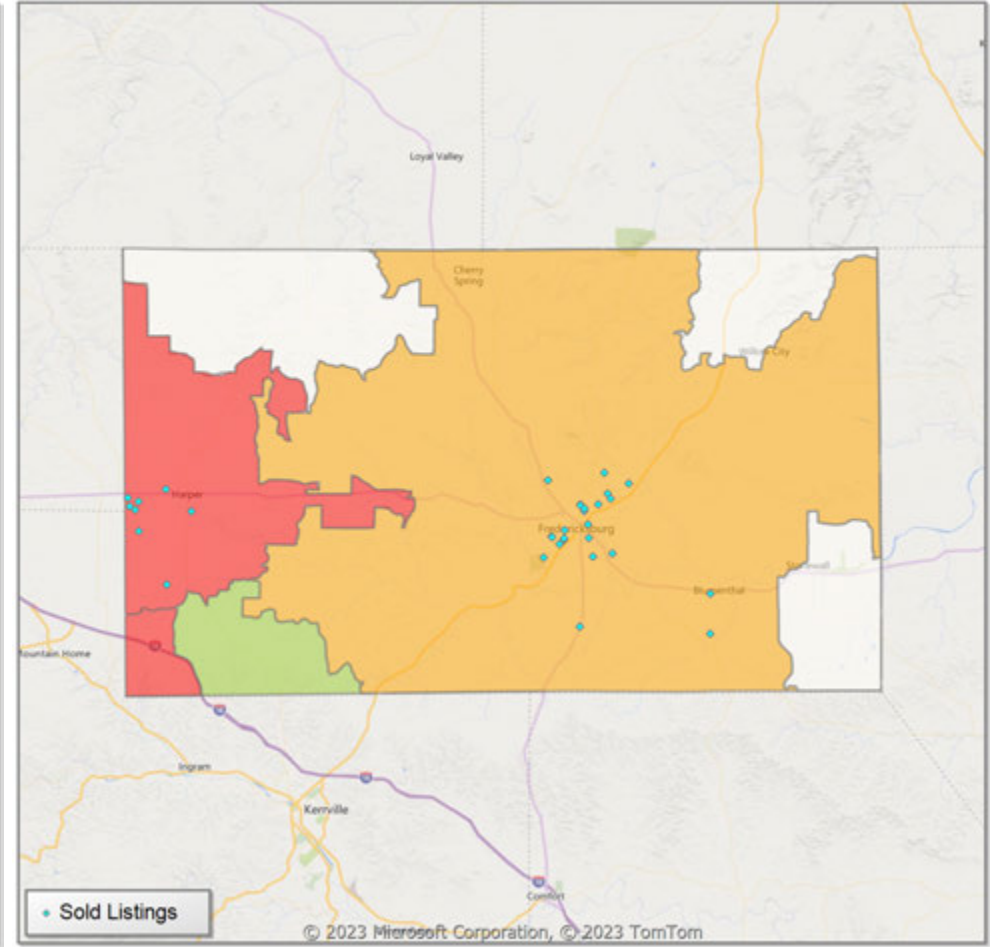 Loyal Valley
Cherry
Spring
Willow City
Harper
Fredericksburg
Stonewall
Blumenthal
Mountain Home
Ingram
Kerrville
Comfort
Sold Listings
© 2023 Microsoft Corporation, © 2023 TomTom